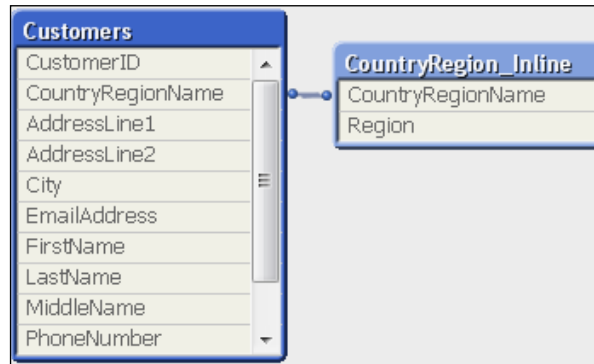 Customers
CustomerID
CountryRegionName
AddressLine1
AddressLine2
City
EmailAddress
FirstName
LastName
MiddleName
PhoneNumber
CountryRegion_Inline
CountryRegionName
Region